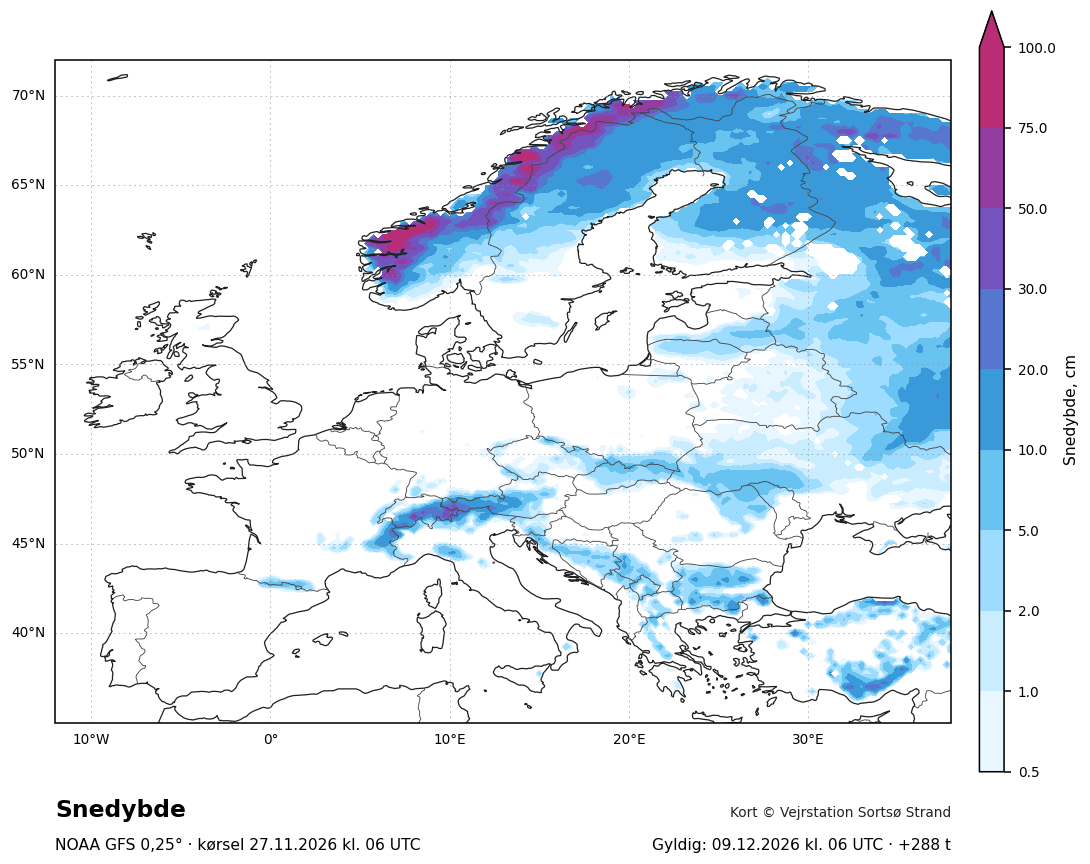 100.0
75.0
50.0
30.0
20.0
10.0
5.0
2.0
1.0
0.5
Snedybde, cm
70°N
65°N
60°N
55°N
50°N
45°N
40°N
10°W
0°
10°E
20°E
30°E
Snedybde
Kort © Vejrstation Sortsø Strand
NOAA GFS 0,25° · kørsel 27.11.2026 kl. 06 UTC
Gyldig: 09.12.2026 kl. 06 UTC · +288 t